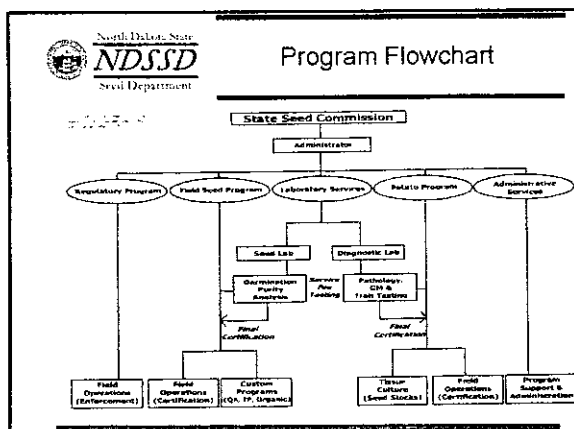 North Dakota State
NDSSD
Seed Department
Program Flowchart
State Seed Commission
Administrator
Regulatory Program
Field Seed Program
Laboratory Services
Potato Program
Administrative
Services
Seed Lab
Diagnostic Lab
Germination
Purity
Analysis
Service
Fee
Testing
Pathology,
GM &
Trait Testing
Final
Certification
Final
Certification
Field
Operations
(Enforcement)
Field
Operations
(Certification)
Custom
Programs
(QA, IP, Organic)
Tissue
Culture
(Seed Stocks)
Field
Operations
(Certification)
Program
Support &
Administration